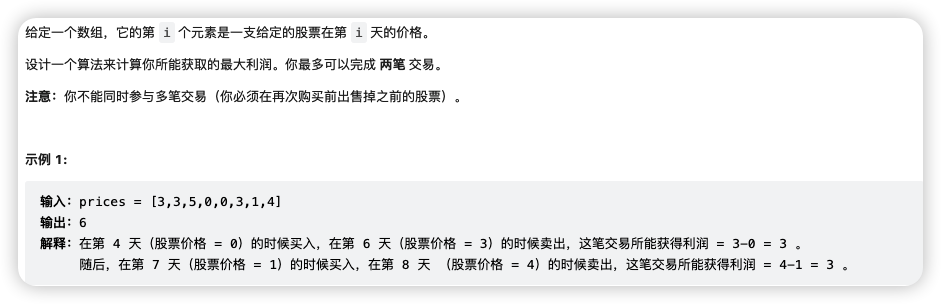 给定一个数组，它的第 i 个元素是一支给定的股票在第 i 天的价格。
设计一个算法来计算你所能获取的最大利润。你最多可以完成 两笔 交易。
注意：你不能同时参与多笔交易（你必须在再次购买前出售掉之前的股票）。
示例 1:
输入：prices = [3,3,5,0,0,3,1,4]
输出：6
解释：在第 4 天（股票价格 = 0）的时候买入，在第 6 天（股票价格 = 3）的时候卖出，这笔交易所能获得利润 = 3-0 = 3 。
随后，在第 7 天（股票价格 = 1）的时候买入，在第 8 天 （股票价格 = 4）的时候卖出，这笔交易所能获得利润 = 4-1 = 3 。